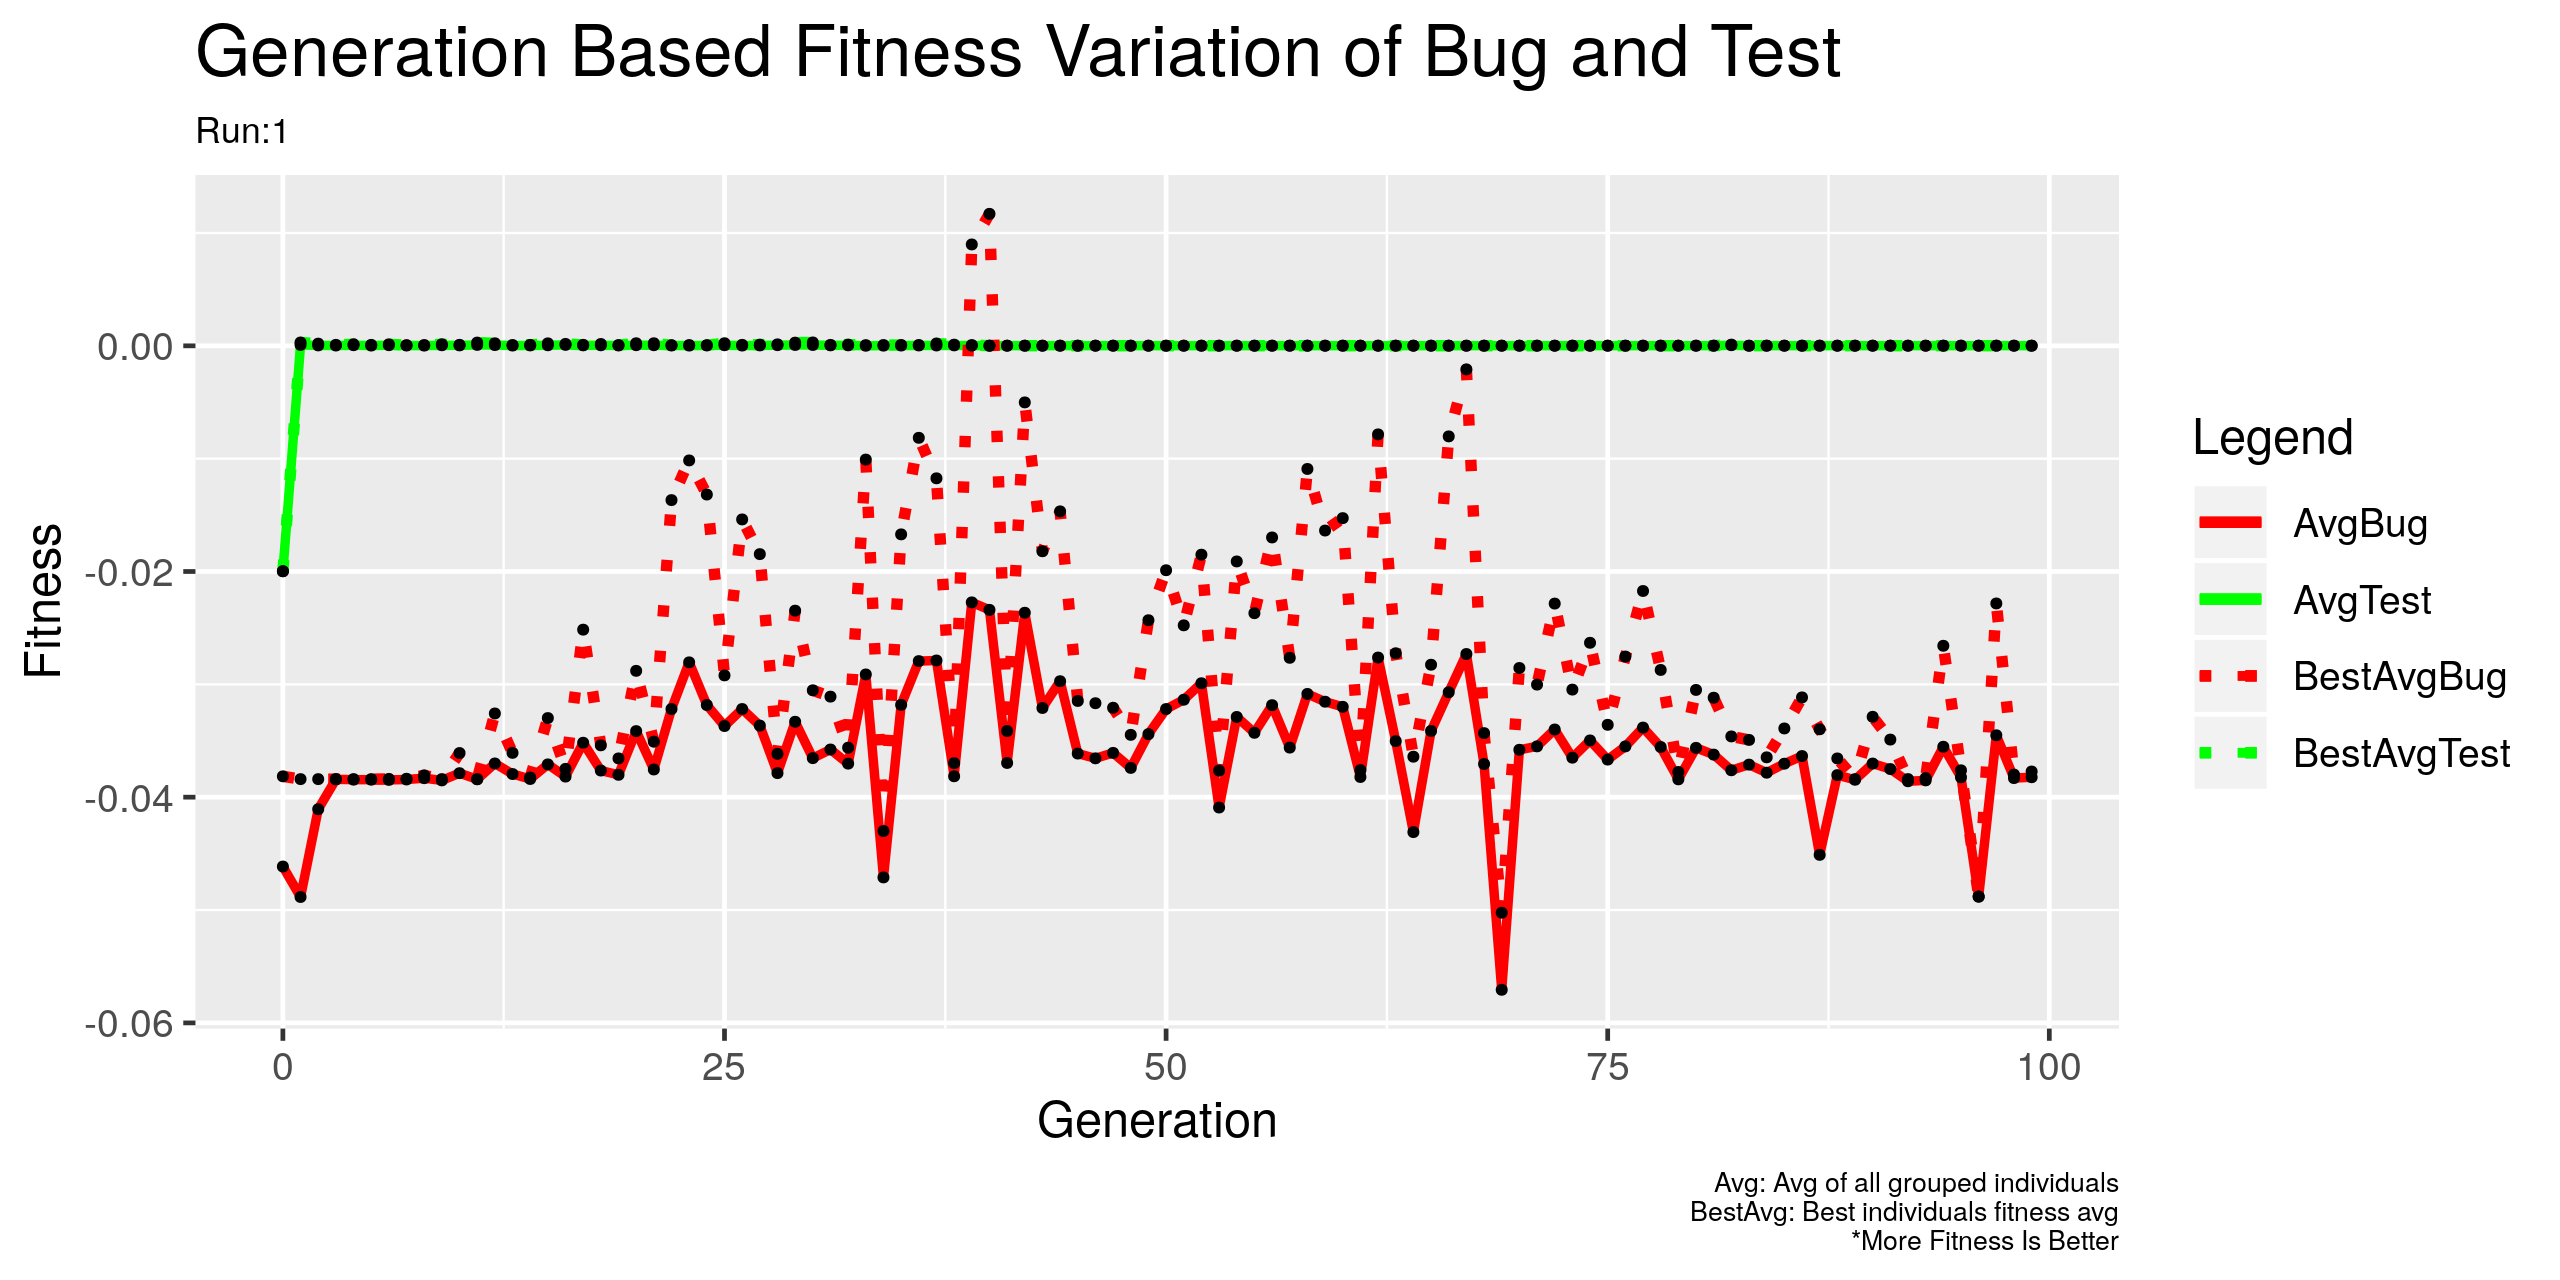 Generation Based Fitness Variation of Bug and Test
Run:1
Fitness
0.00
-0.02
-0.04
-0.06
0
25
50
75
100
Generation
Legend
AvgBug
AvgTest
BestAvgBug
BestAvgTest
Avg: Avg of all grouped individuals
BestAvg: Best individuals fitness avg
*More Fitness Is Better